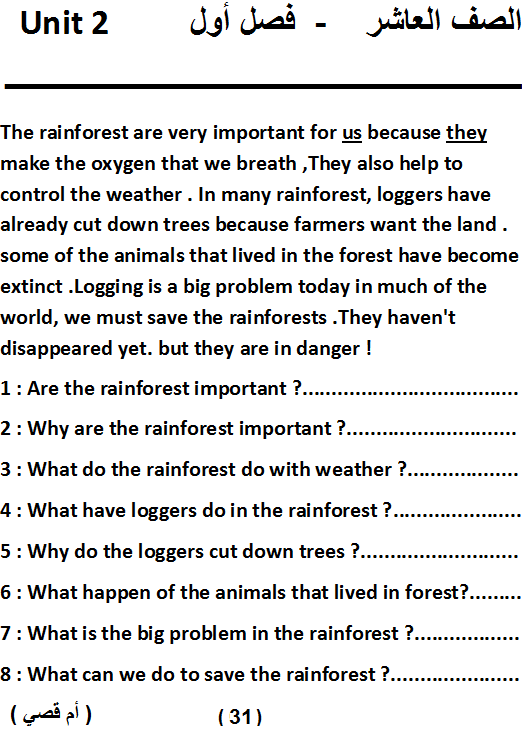 Unit 2 الصف العاشر - فصل أول
The rainforest are very important for us because they
make the oxygen that we breath ,They also help to
control the weather . In many rainforest, loggers have
already cut down trees because farmers want the land .
some of the animals that lived in the forest have become
extinct .Logging is a big problem today in much of the
world, we must save the rainforests .They haven't
disappeared yet. but they are in danger !
1 : Are the rainforest important ?......................................
2 : Why are the rainforest important ?..............................
3 : What do the rainforest do with weather ?...................
4 : What have loggers do in the rainforest ?......................
5 : Why do the loggers cut down trees ?............................
6 : What happen of the animals that lived in forest?.........
7 : What is the big problem in the rainforest ?..................
8 : What can we do to save the rainforest ?.......................
( أم قصي ) ( 31 )